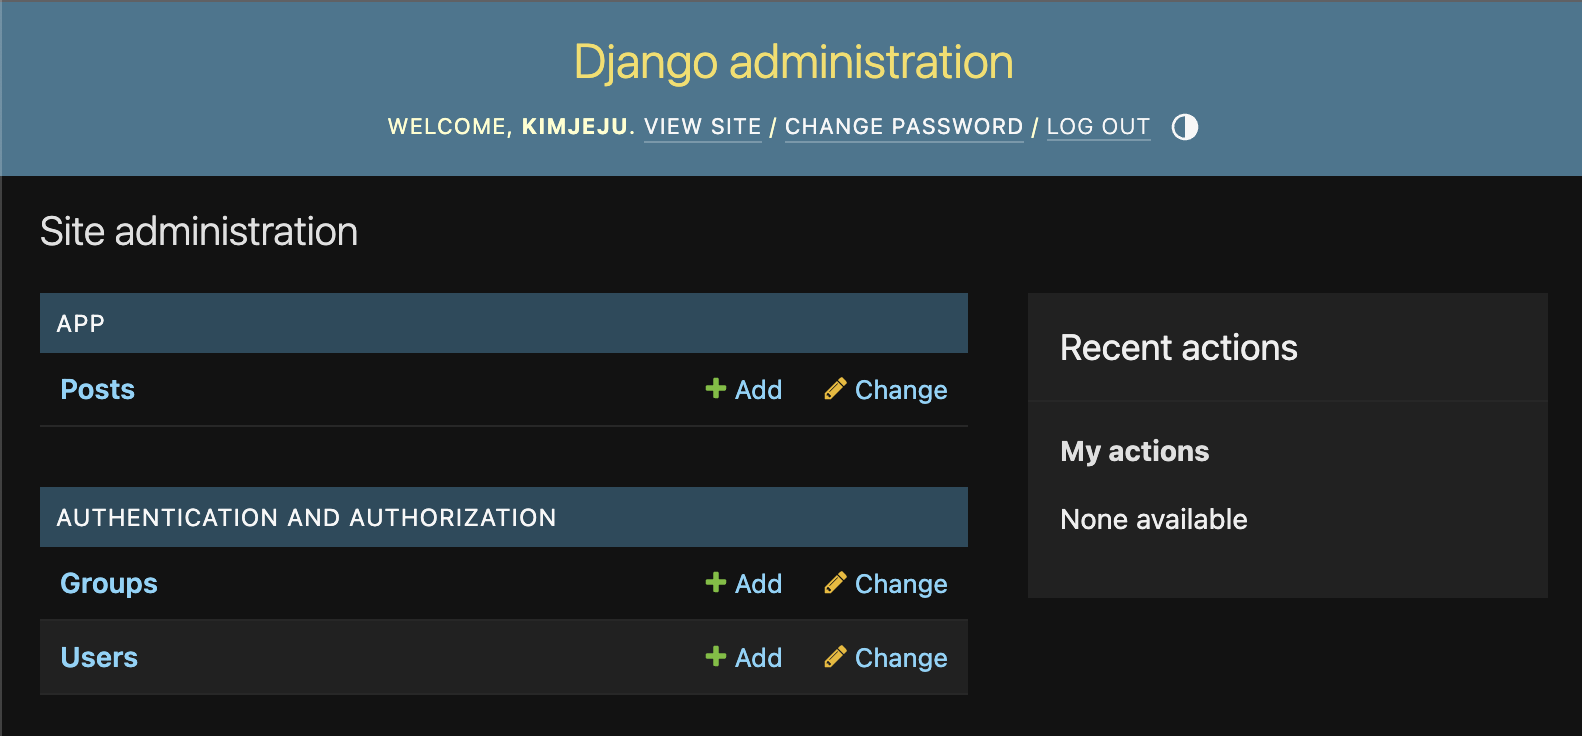 Django administration
WELCOME, KIMJEJU. VIEW SITE / CHANGE PASSWORD / LOG OUT
Site administration
APP
Posts Add Change
AUTHENTICATION AND AUTHORIZATION
Groups Add Change
Users Add Change
Recent actions
My actions
None available